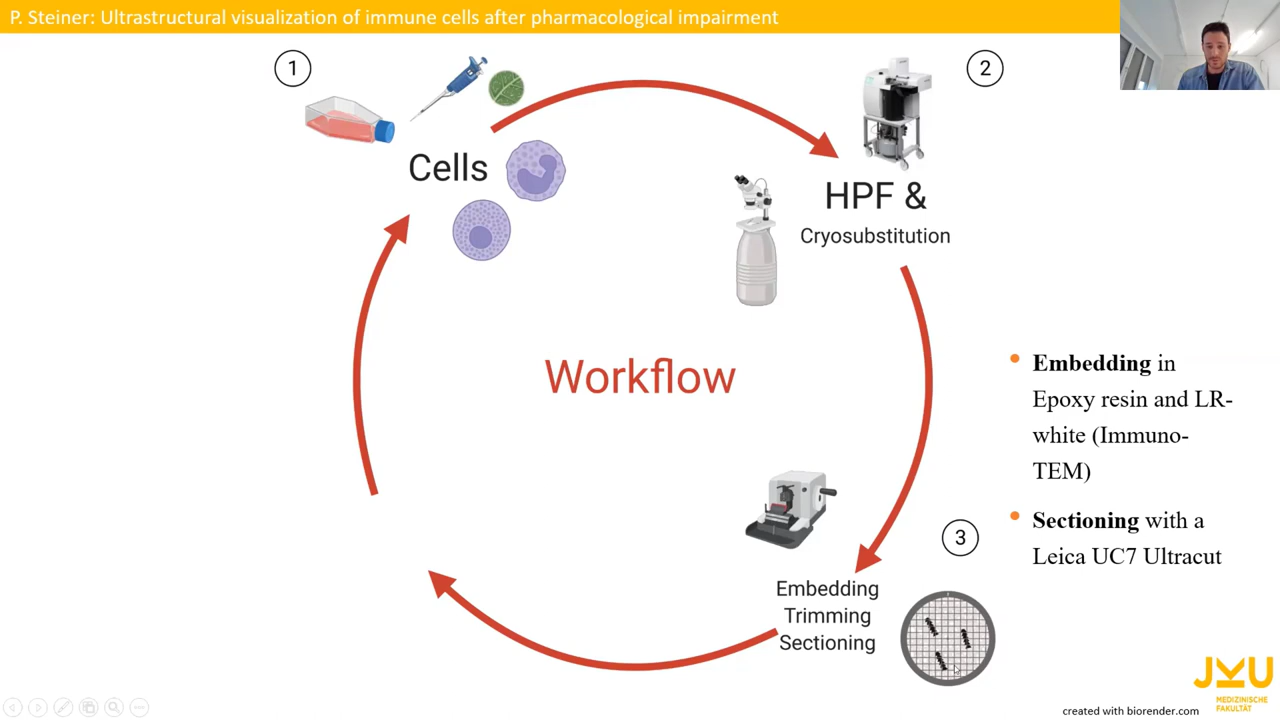 P. Steiner: Ultrastructural visualization of immune cells after pharmacological impairment
1
2
Cells
HPF &
Cryosubstitution
Workflow
Embedding in
Epoxy resin and LR-
white (Immuno-
TEM)
Sectioning with a
Leica UC7 Ultracut
3
Embedding
Trimming
Sectioning
JKU
MEDIZINISCHE
FAKULTÄT
created with biorender.com